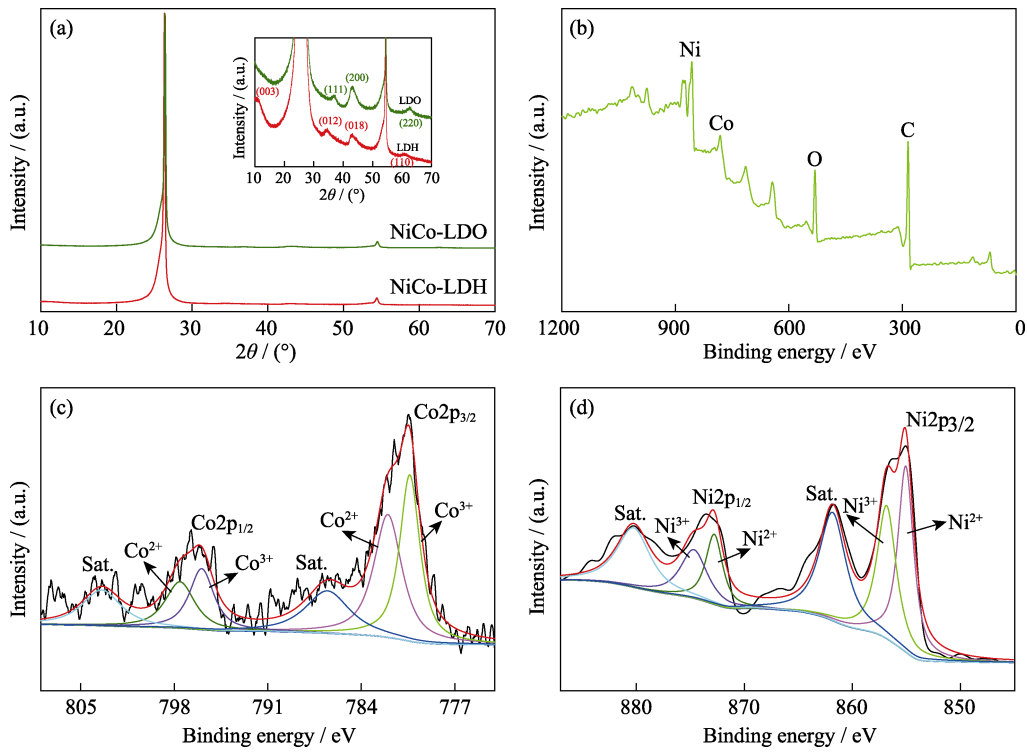 (a)
Intensity / (a.u.)
(003)
(111)
(200)
LDO
(220)
(012)
(018)
LDH
(110)
Intensity / (a.u.)
10 20 30 40 50 60 70
2θ / (°)
NiCo-LDO
NiCo-LDH
10 20 30 40 50 60 70
2θ / (°)
(b)
Intensity / (a.u.)
Ni
Co
O
C
1200 900 600 300 0
Binding energy / eV
(c)
Intensity / (a.u.)
Co2p3/2
Co3+
Co2+
Co2p1/2
Co2+
Co3+
Sat.
Sat.
805 798 791 784 777
Binding energy / eV
(d)
Intensity / (a.u.)
Ni2p3/2
Sat.
Ni3+
Ni2+
Ni2p1/2
Sat.
Ni3+
Ni2+
880 870 860 850
Binding energy / eV